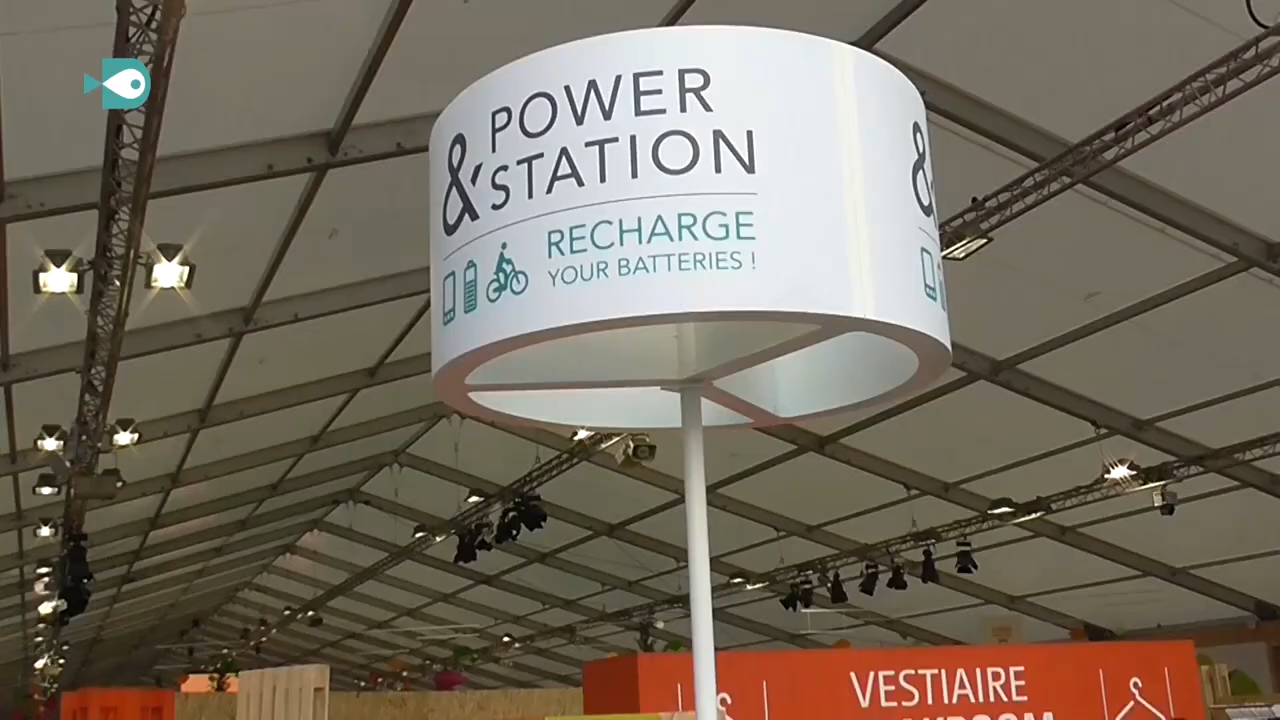 & POWER
STATION
RECHARGE
YOUR BATTERIES !
&
VESTIAIRE